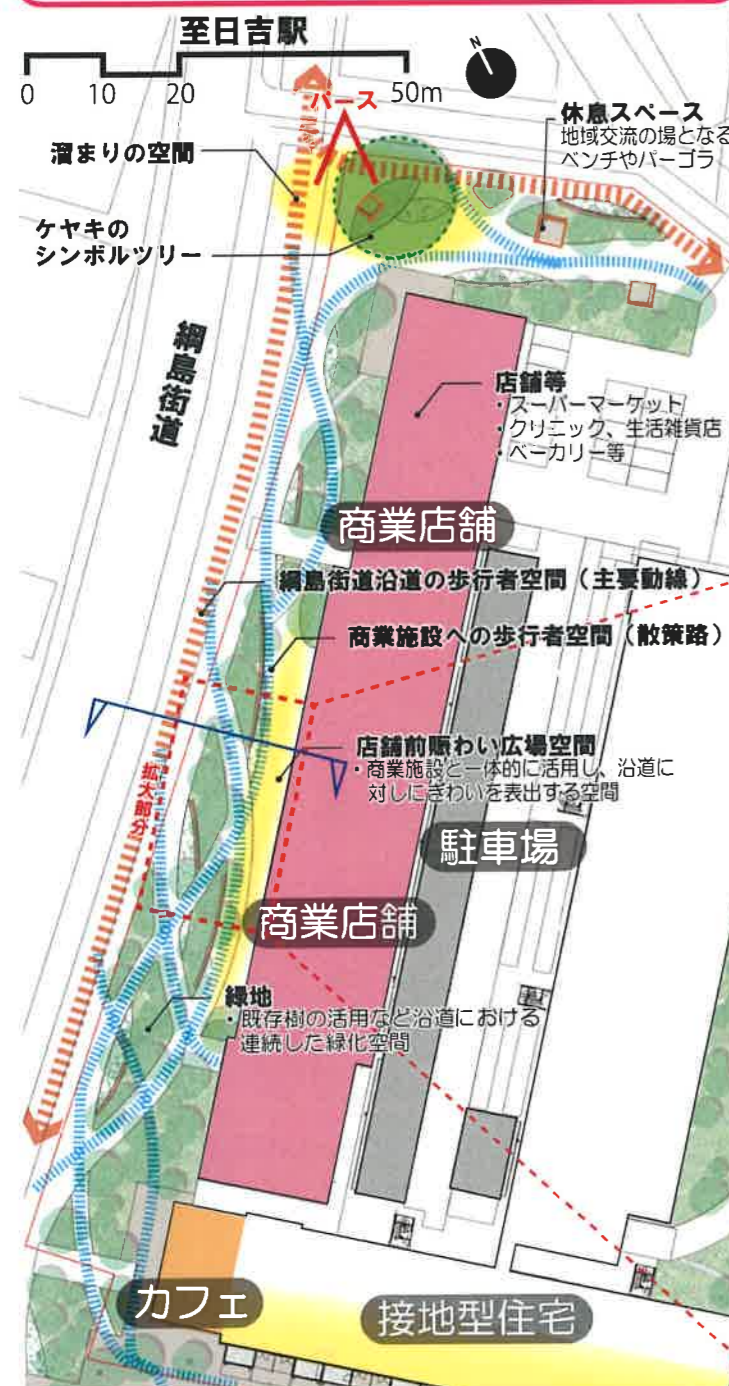 至日吉駅
0 10 20 50m
N
パース
溜まりの空間
ケヤキの
シンボルツリー
休息スペース
地域交流の場となる
ベンチやパーゴラ
綱島街道
店舗等
・スーパーマーケット
・クリニック、生活雑貨店
・ベーカリー等
商業店舗
綱島街道沿道の歩行者空間（主要動線）
商業施設への歩行者空間（散策路）
店舗前賑わい広場空間
・商業施設と一体的に活用し、沿道に
対しにぎわいを表出する空間
拡大部分
駐車場
商業店舗
緑地
・既存樹の活用など沿道における
連続した緑化空間
カフェ
接地型住宅